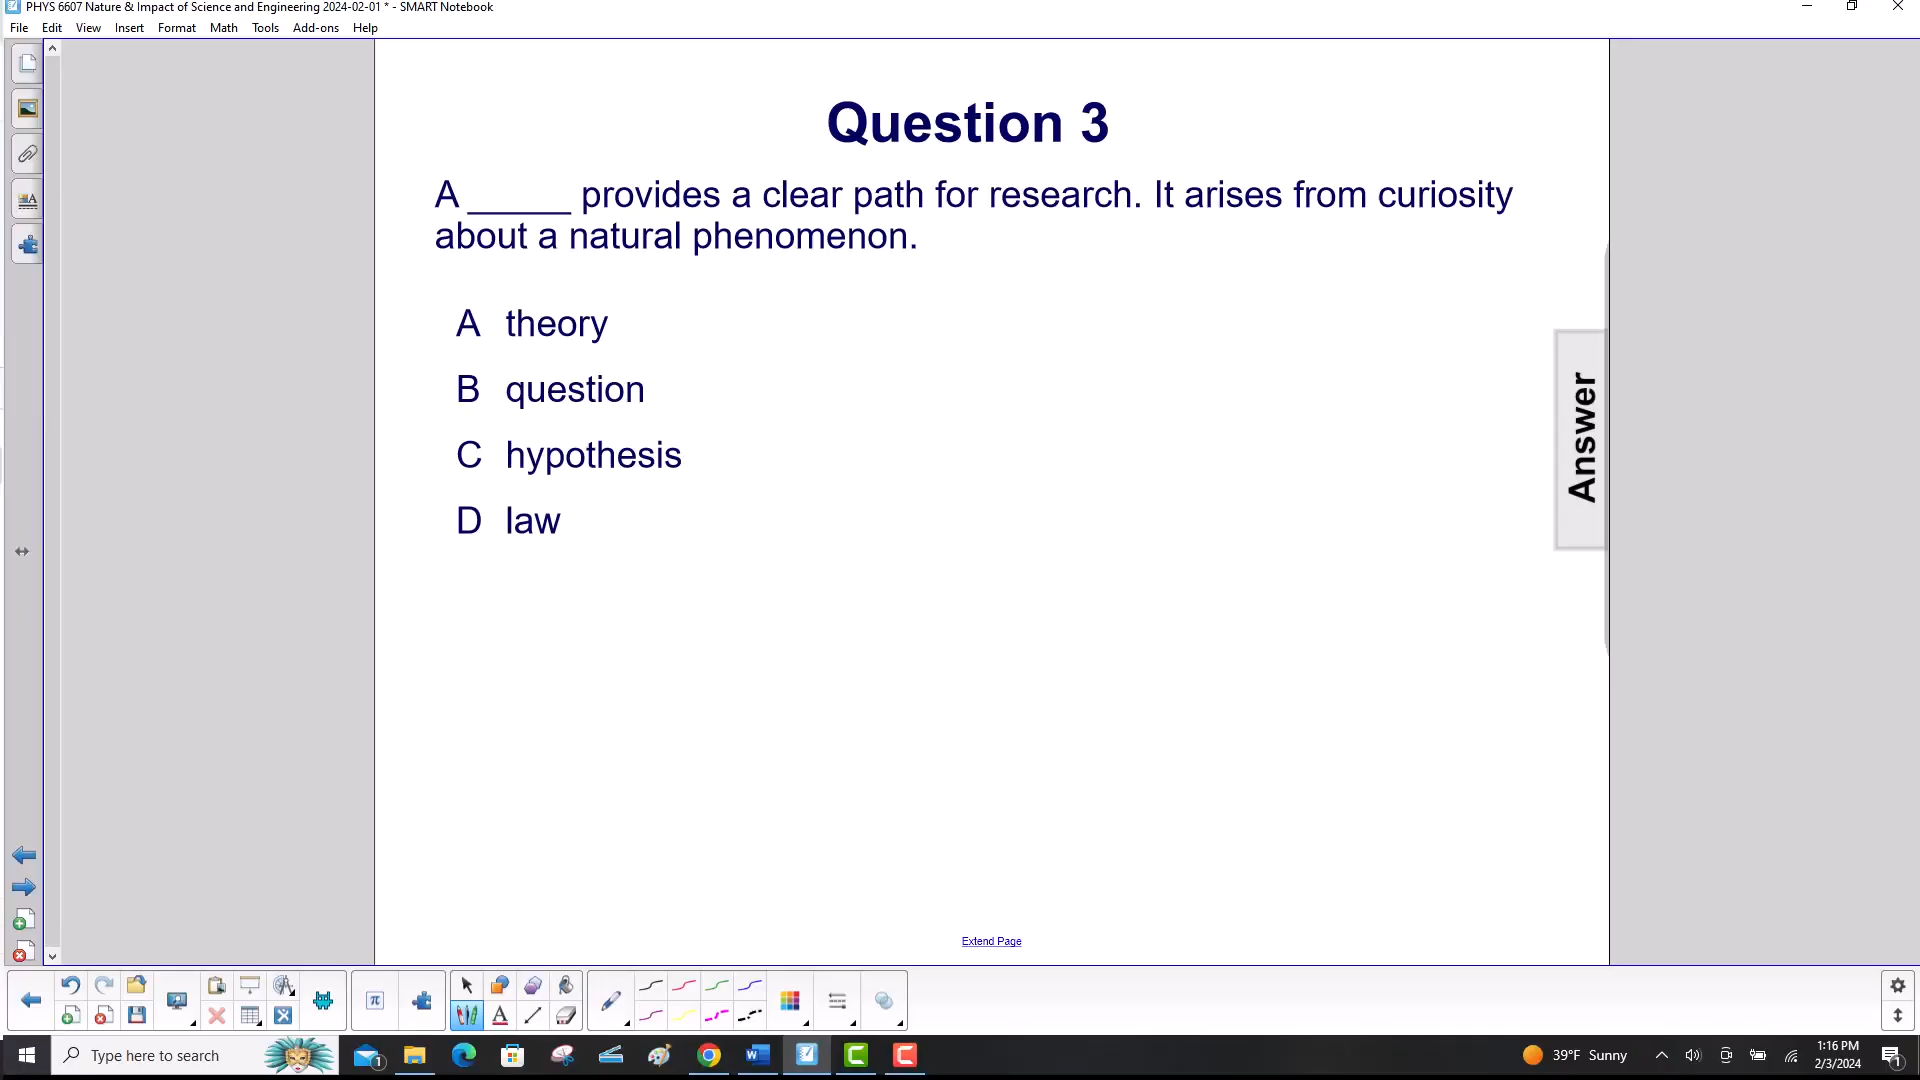 PHYS 6607 Nature & Impact of Science and Engineering 2024-02-01 * - SMART Notebook
File Edit View Insert Format Math Tools Add-ons Help
Question 3
A _____ provides a clear path for research. It arises from curiosity
about a natural phenomenon.
A theory
B question
C hypothesis
D law
Answer
Extend Page
Type here to search
39°F Sunny
1:16 PM
2/3/2024